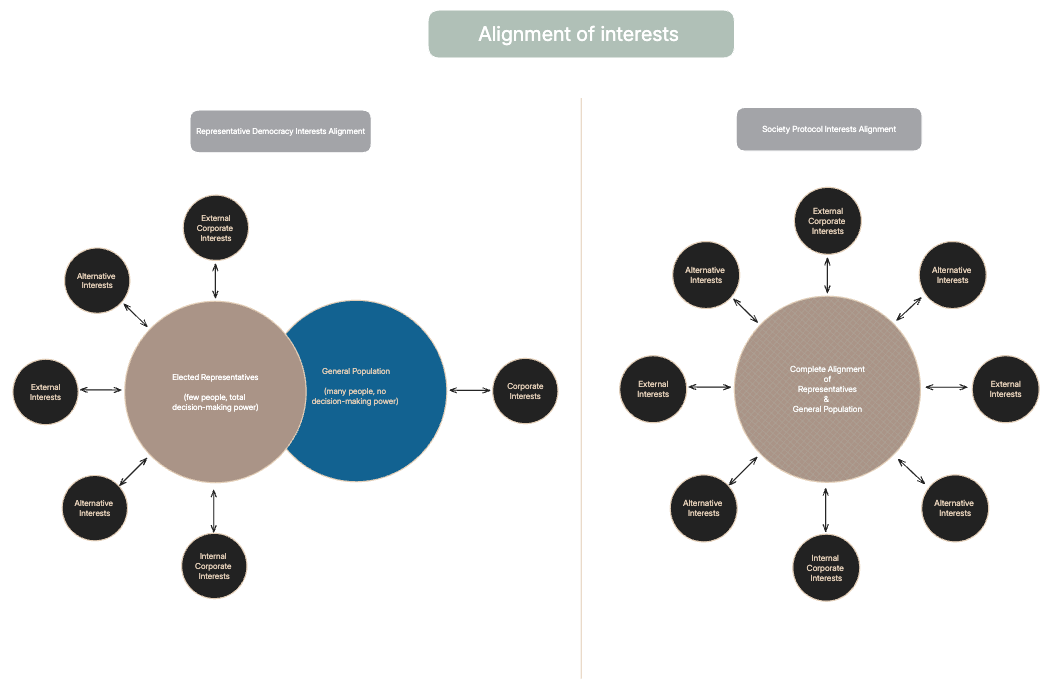 Alignment of interests
Representative Democracy Interests Alignment
External
Corporate
Interests
Alternative
Interests
External
Interests
Elected Representatives
(few people, total
decision-making power)
General Population
(many people, no
decision-making power)
Corporate
Interests
Alternative
Interests
Internal
Corporate
Interests
Society Protocol Interests Alignment
External
Corporate
Interests
Alternative
Interests
Alternative
Interests
External
Interests
Complete Alignment
of
Representatives
&
General Population
External
Interests
Alternative
Interests
Alternative
Interests
Internal
Corporate
Interests